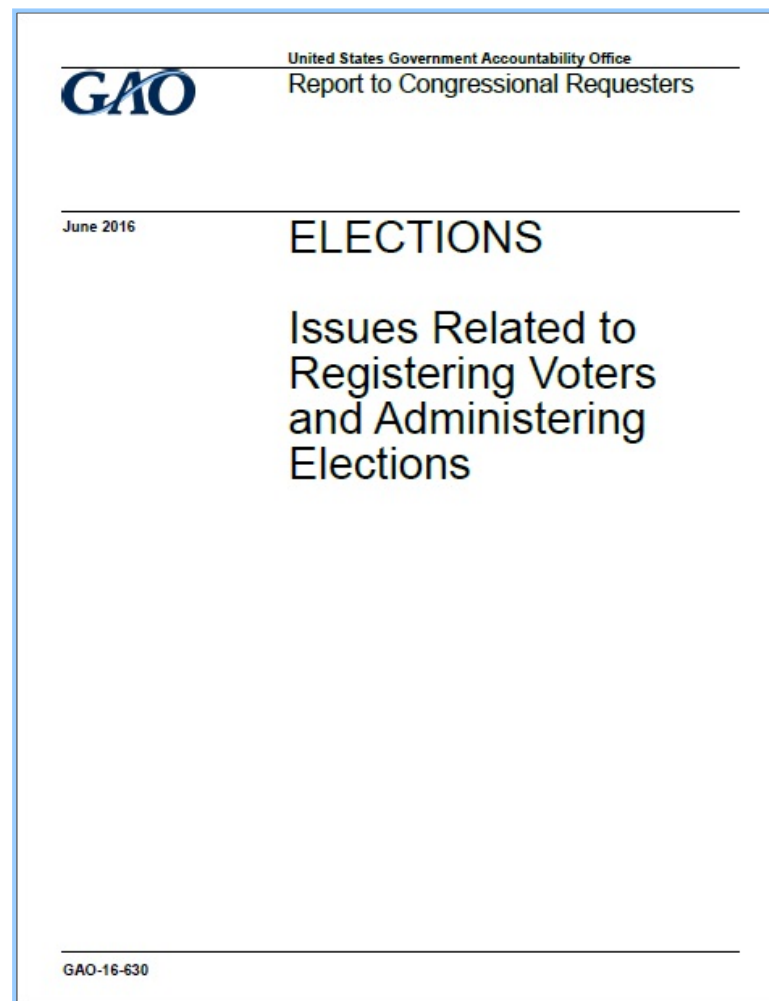 United States Government Accountability Office
GAO
Report to Congressional Requesters
June 2016
ELECTIONS
Issues Related to
Registering Voters
and Administering
Elections
GAO-16-630